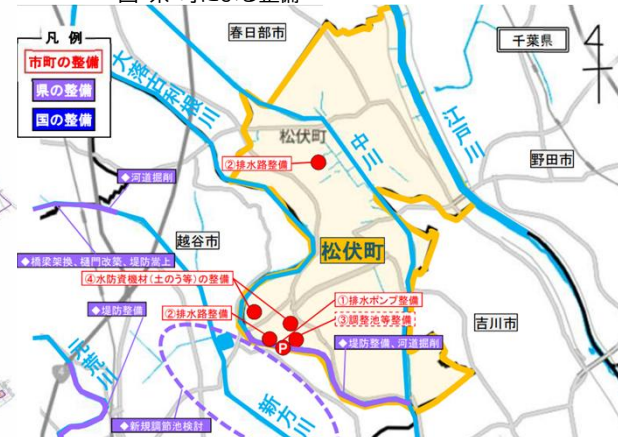 凡 例
市町の整備
県の整備
国の整備
春日部市
千葉県
大落古利根川
江戸川
松伏町
中川
②排水路整備
野田市
◆河道掘削
越谷市
松伏町
◆橋梁架換、樋門改築、堤防嵩上
④水防資機材(土のう等)の整備
①排水ポンプ整備
◆堤防整備
②排水路整備
③調整池等整備
吉川市
P
◆堤防整備、河道掘削
元荒川
新方川
◆新規調節池検討